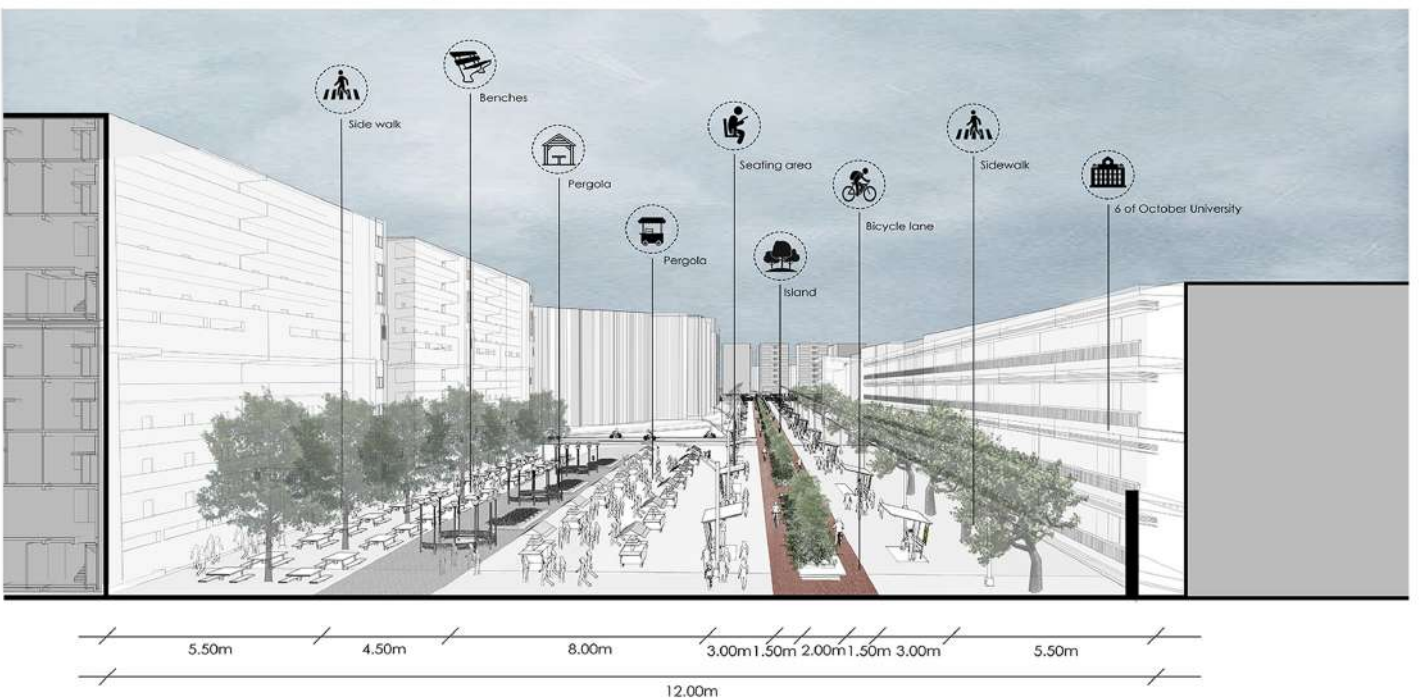 Side walk
Benches
Pergola
Pergola
Seating area
Island
Bicycle lane
Sidewalk
6 of October University
5.50m
4.50m
8.00m
3.00m
1.50m
2.00m
1.50m
3.00m
5.50m
12.00m